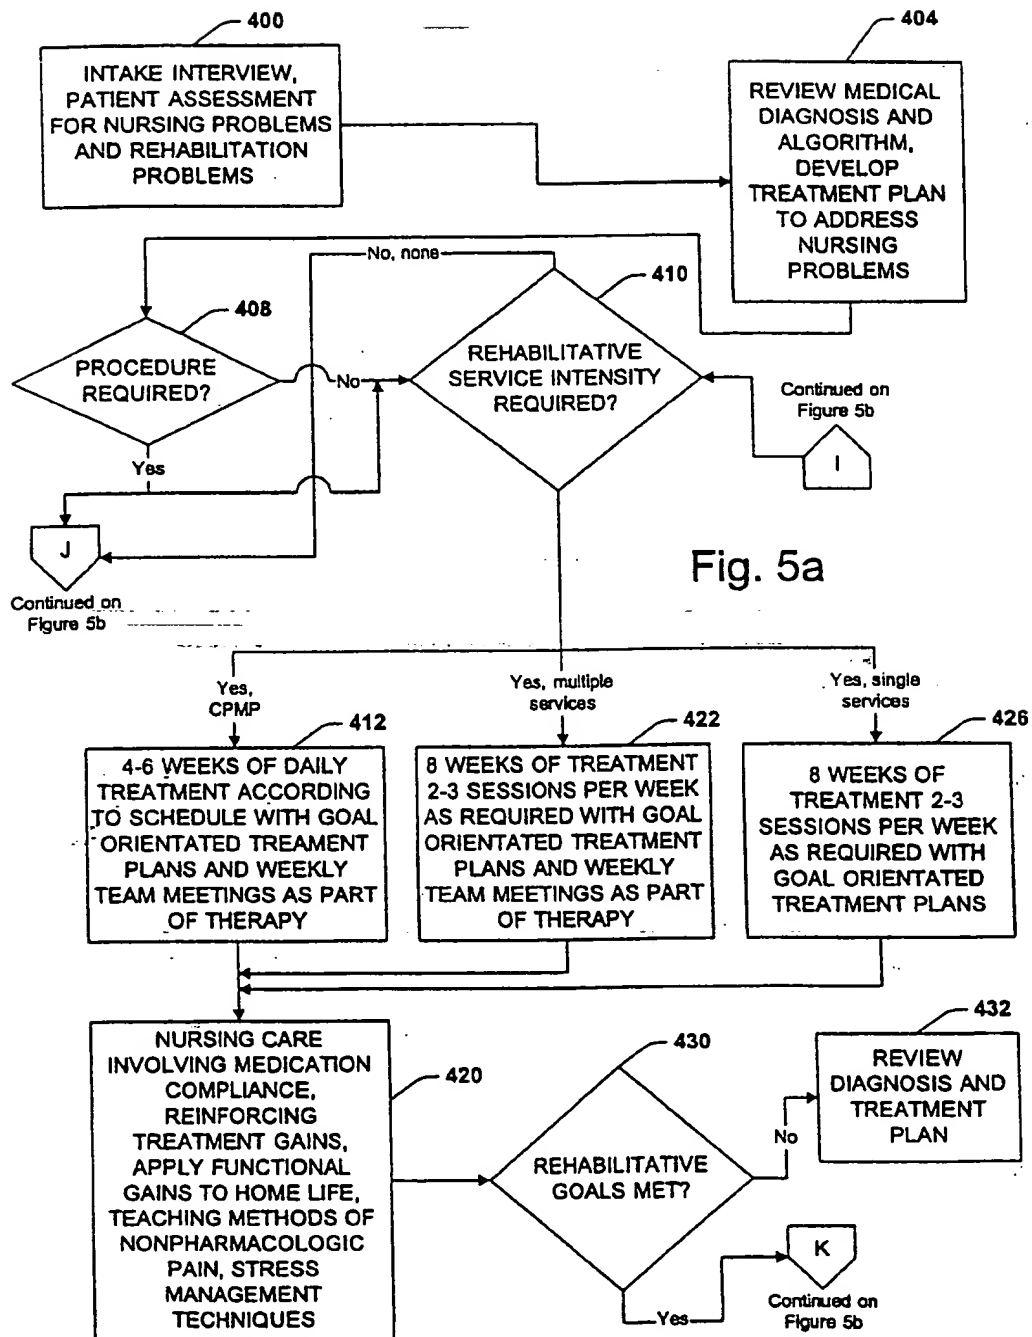 400
INTAKE INTERVIEW,
PATIENT ASSESSMENT
FOR NURSING PROBLEMS
AND REHABILITATION
PROBLEMS
404
REVIEW MEDICAL
DIAGNOSIS AND
ALGORITHM,
DEVELOP
TREATMENT PLAN
TO ADDRESS
NURSING
PROBLEMS
No, none
410
408
PROCEDURE
REQUIRED?
No
REHABILITATIVE
SERVICE INTENSITY
REQUIRED?
Continued on
Figure 5b
I
Yes
J
Continued on
Figure 5b
Fig. 5a
Yes,
CPMP
Yes, multiple
services
Yes, single
services
412
4-6 WEEKS OF DAILY
TREATMENT ACCORDING
TO SCHEDULE WITH GOAL
ORIENTATED TREAMENT
PLANS AND WEEKLY
TEAM MEETINGS AS PART
OF THERAPY
422
8 WEEKS OF TREATMENT
2-3 SESSIONS PER WEEK
AS REQUIRED WITH GOAL
ORIENTATED TREATMENT
PLANS AND WEEKLY
TEAM MEETINGS AS PART
OF THERAPY
426
8 WEEKS OF
TREATMENT 2-3
SESSIONS PER WEEK
AS REQUIRED WITH
GOAL ORIENTATED
TREATMENT PLANS
420
NURSING CARE
INVOLVING MEDICATION
COMPLIANCE,
REINFORCING
TREATMENT GAINS,
APPLY FUNCTIONAL
GAINS TO HOME LIFE,
TEACHING METHODS OF
NONPHARMACOLOGIC
PAIN, STRESS
MANAGEMENT
TECHNIQUES
430
REHABILITATIVE
GOALS MET?
No
432
REVIEW
DIAGNOSIS AND
TREATMENT
PLAN
Yes
K
Continued on
Figure 5b